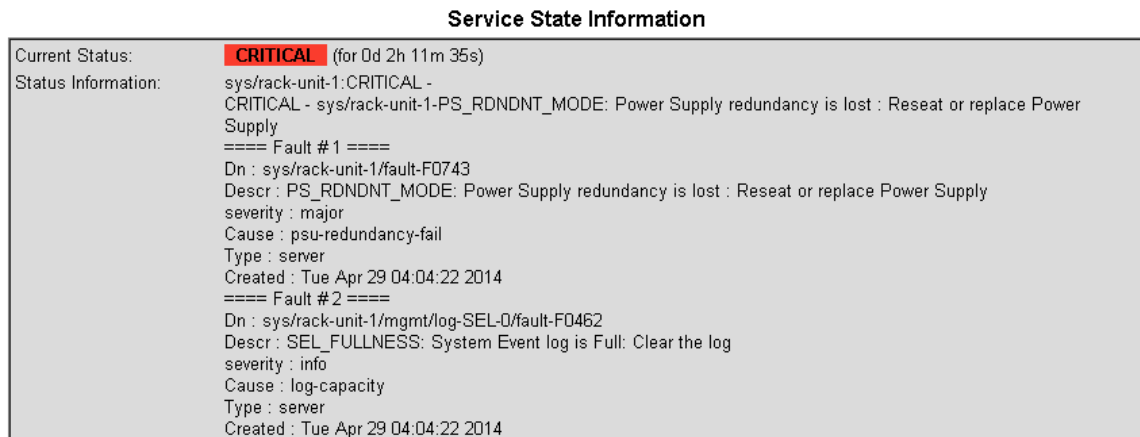 Service State Information
Current Status: CRITICAL (for 0d 2h 11m 35s)
Status Information: sys/rack-unit-1:CRITICAL -
CRITICAL - sys/rack-unit-1-PS_RDNDNT_MODE: Power Supply redundancy is lost : Reseat or replace Power
Supply
==== Fault #1 ====
Dn : sys/rack-unit-1/fault-F0743
Descr : PS_RDNDNT_MODE: Power Supply redundancy is lost : Reseat or replace Power Supply
severity : major
Cause : psu-redundancy-fail
Type : server
Created : Tue Apr 29 04:04:22 2014
==== Fault #2 ====
Dn : sys/rack-unit-1/mgmt/log-SEL-0/fault-F0462
Descr : SEL_FULLNESS: System Event log is Full: Clear the log
severity : info
Cause : log-capacity
Type : server
Created : Tue Apr 29 04:04:22 2014